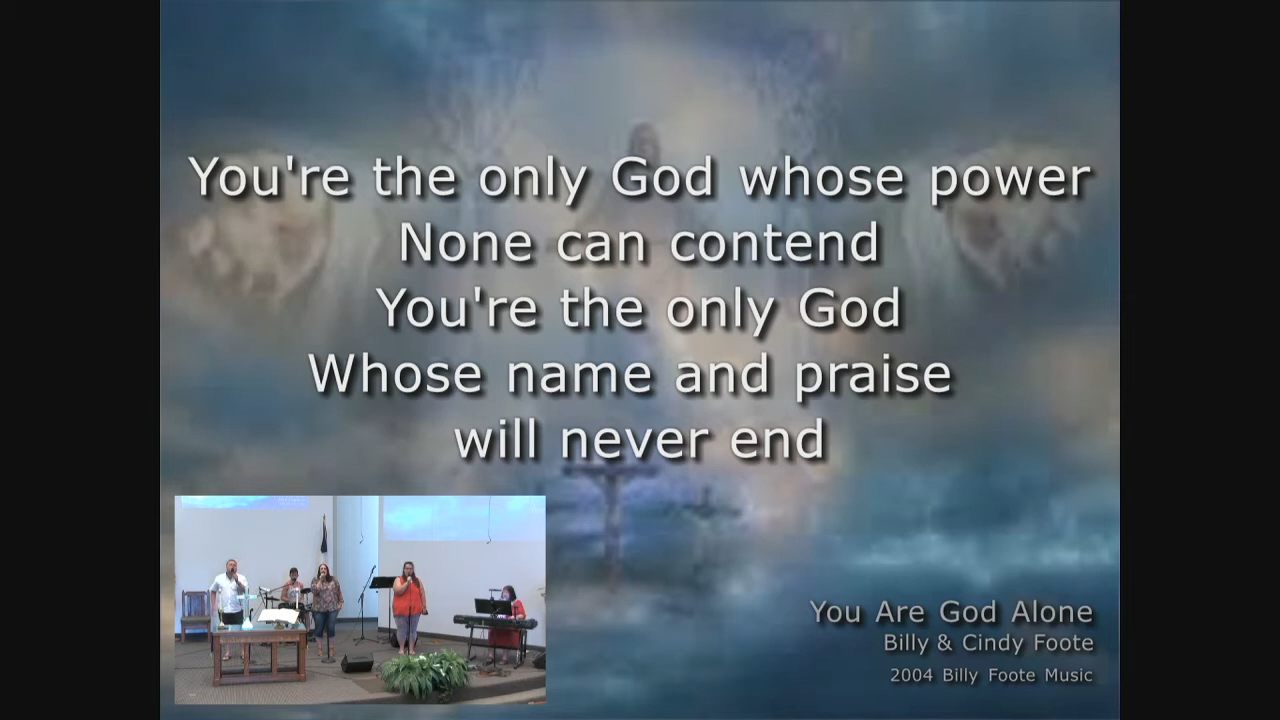 You're the only God whose power
None can contend
You're the only God
Whose name and praise
will never end
You Are God Alone
Billy & Cindy Foote
2004 Billy Foote Music